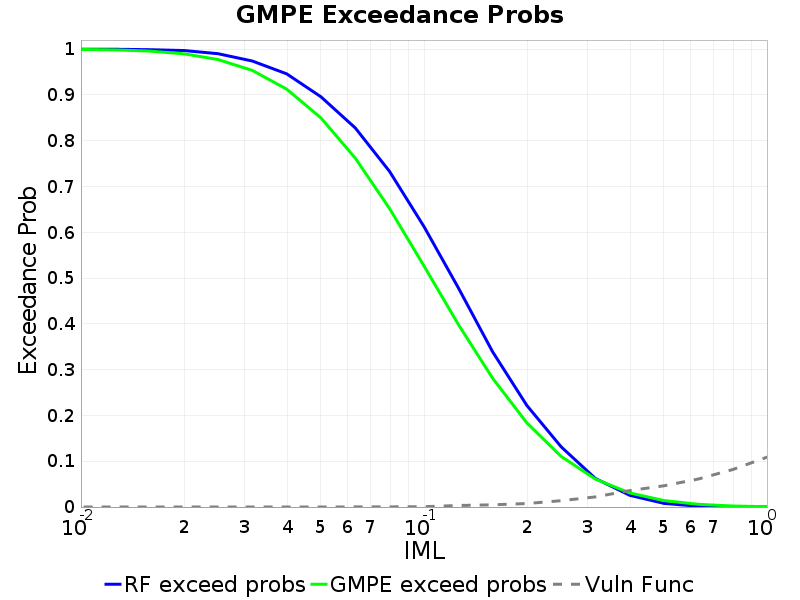 GMPE Exceedance Probs
Exceedance Prob
1
0.9
0.8
0.7
0.6
0.5
0.4
0.3
0.2
0.1
0
10-2 2 3 4 5 6 7 10-1 2 3 4 5 6 7 100
IML
RF exceed probs GMPE exceed probs Vuln Func